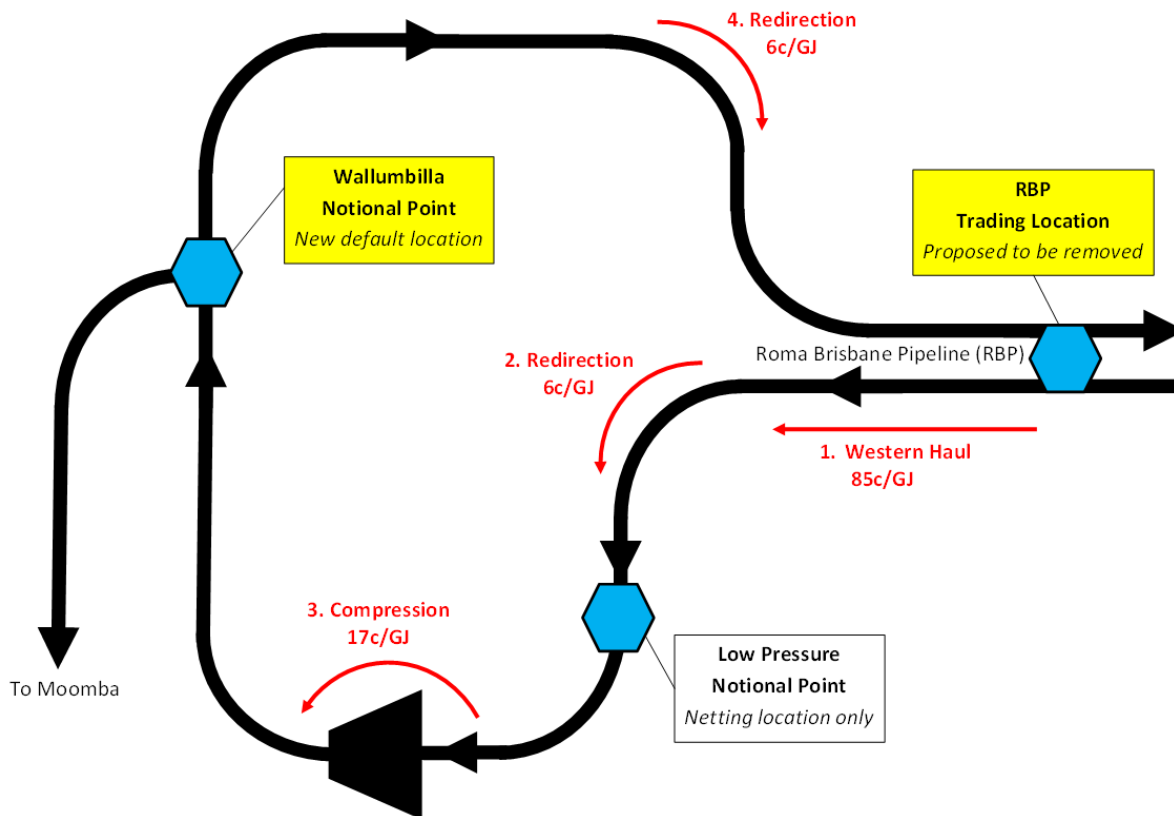 4. Redirection
6c/GJ
Wallumbilla
Notional Point
New default location
RBP
Trading Location
Proposed to be removed
Roma Brisbane Pipeline (RBP)
2. Redirection
6c/GJ
1. Western Haul
85c/GJ
3. Compression
17c/GJ
Low Pressure
Notional Point
Netting location only
To Moomba